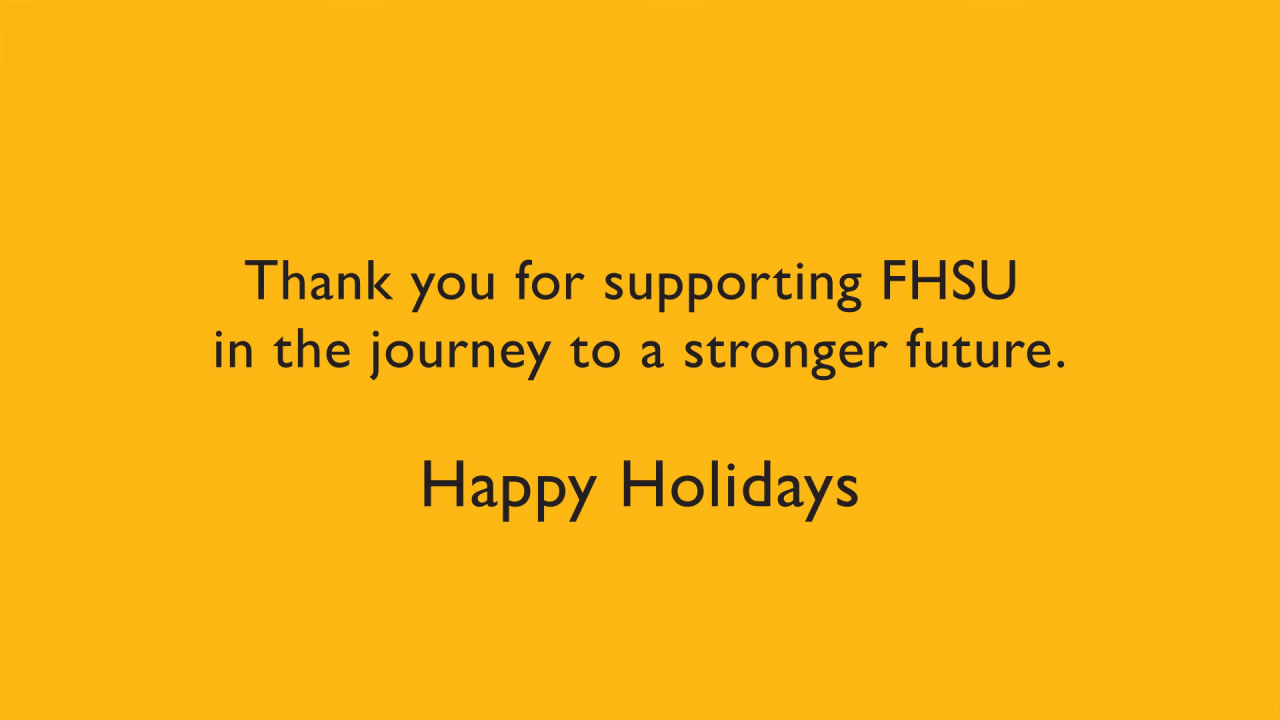 Thank you for supporting FHSU
in the journey to a stronger future.
Happy Holidays